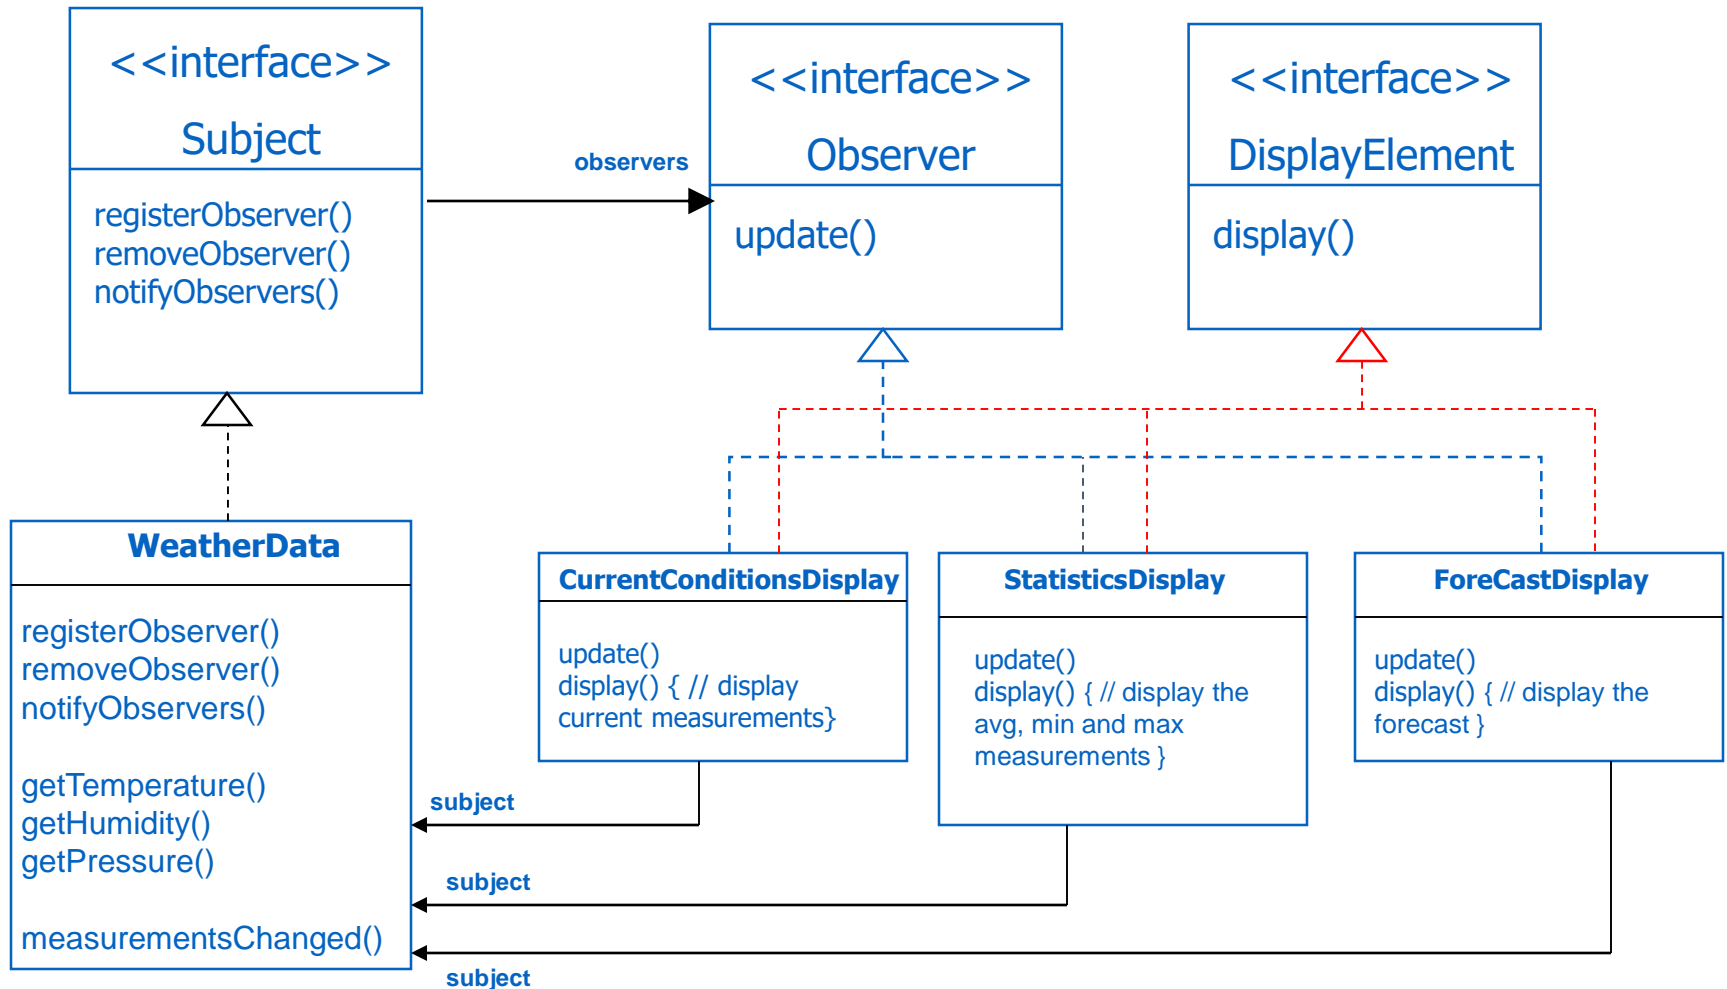 <<interface>>
Subject
registerObserver()
removeObserver()
notifyObservers()
observers
<<interface>>
Observer
update()
<<interface>>
DisplayElement
display()
WeatherData
registerObserver()
removeObserver()
notifyObservers()
getTemperature()
getHumidity()
getPressure()
measurementsChanged()
CurrentConditionsDisplay
update()
display() { // display
current measurements}
StatisticsDisplay
update()
display() { // display the
avg, min and max
measurements }
ForeCastDisplay
update()
display() { // display the
forecast }
subject
subject
subject